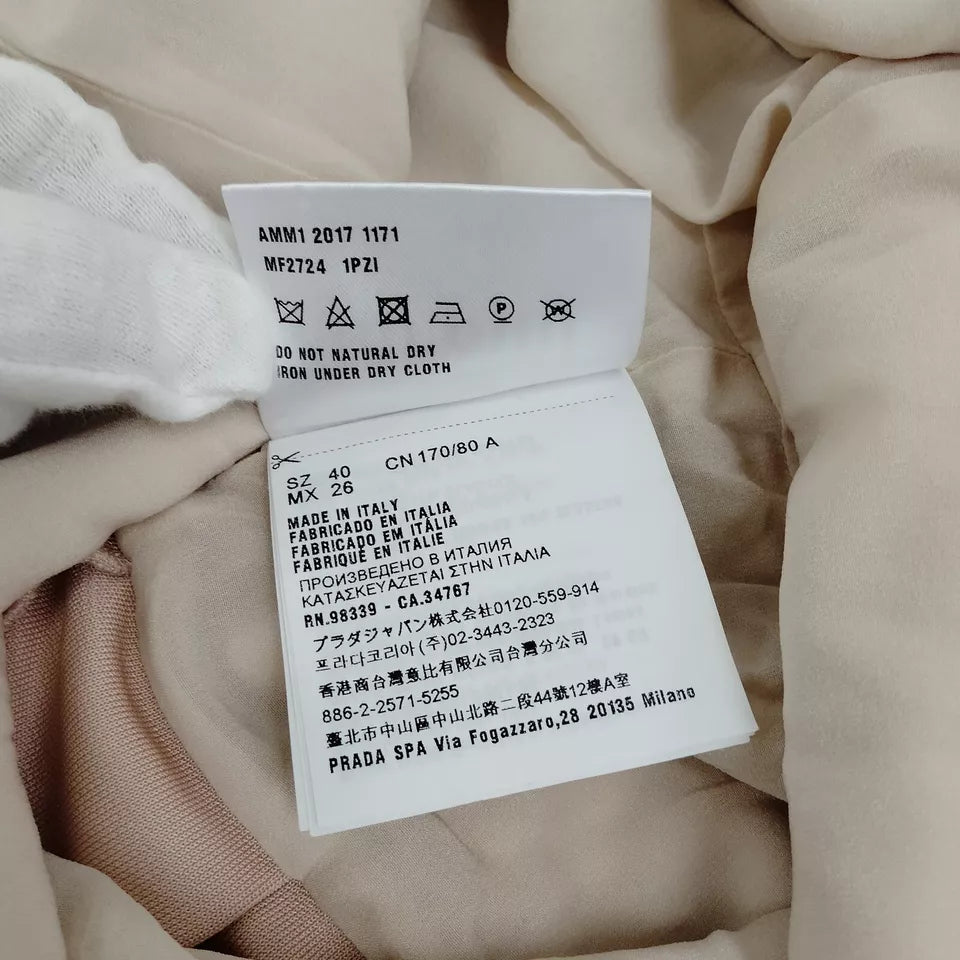 AMM1 2017 1171
MF2724 1PZI
P W
DO NOT NATURAL DRY
IRON UNDER DRY CLOTH
SZ 40 CN 170/80 A
MX 26
MADE IN ITALY
FABRICADO EN ITALIA
FABRICADO EM ITÁLIA
FABRIQUÉ EN ITALIE
ПРОИЗВЕДЕНО В ИТАЛИЯ
ΚΑΤΑΣΚΕΥΑΖΕΤΑΙ ΣΤΗΝ ΙΤΑΛΙΑ
RN.98339 - CA.34767
プラダジャパン株式会社0120-559-914
프라다코리아(주)02-3443-2323
香港商台灣意比有限公司台灣分公司
886-2-2571-5255
臺北市中山區中山北路二段44號12樓A室
PRADA SPA Via Fogazzaro,28 20135 Milano